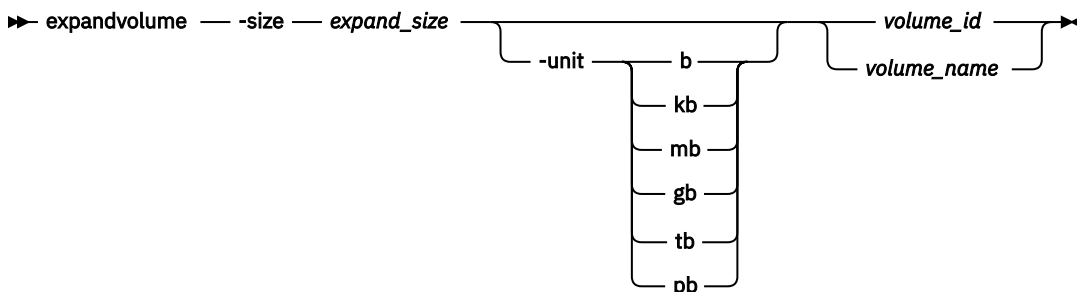 expandvolume -size expand_size volume_id
-unit b volume_name
kb
mb
gb
tb
pb